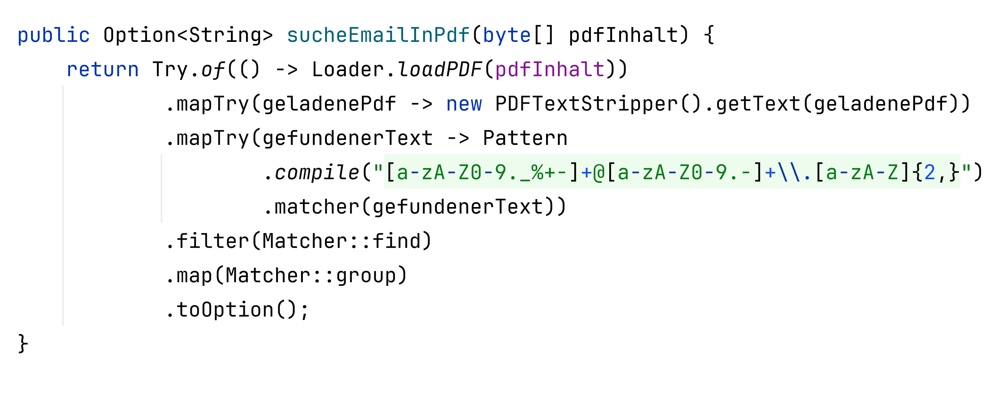 public Option<String> sucheEmailInPdf(byte[] pdfInhalt) {
    return Try.of(() -> Loader.loadPDF(pdfInhalt))
            .mapTry(geladenePdf -> new PDFTextStripper().getText(geladenePdf))
            .mapTry(gefundenerText -> Pattern
                    .compile("[a-zA-Z0-9._%+-]+@[a-zA-Z0-9.-]+\\.[a-zA-Z]{2,}")
                    .matcher(gefundenerText))
            .filter(Matcher::find)
            .map(Matcher::group)
            .toOption();
}